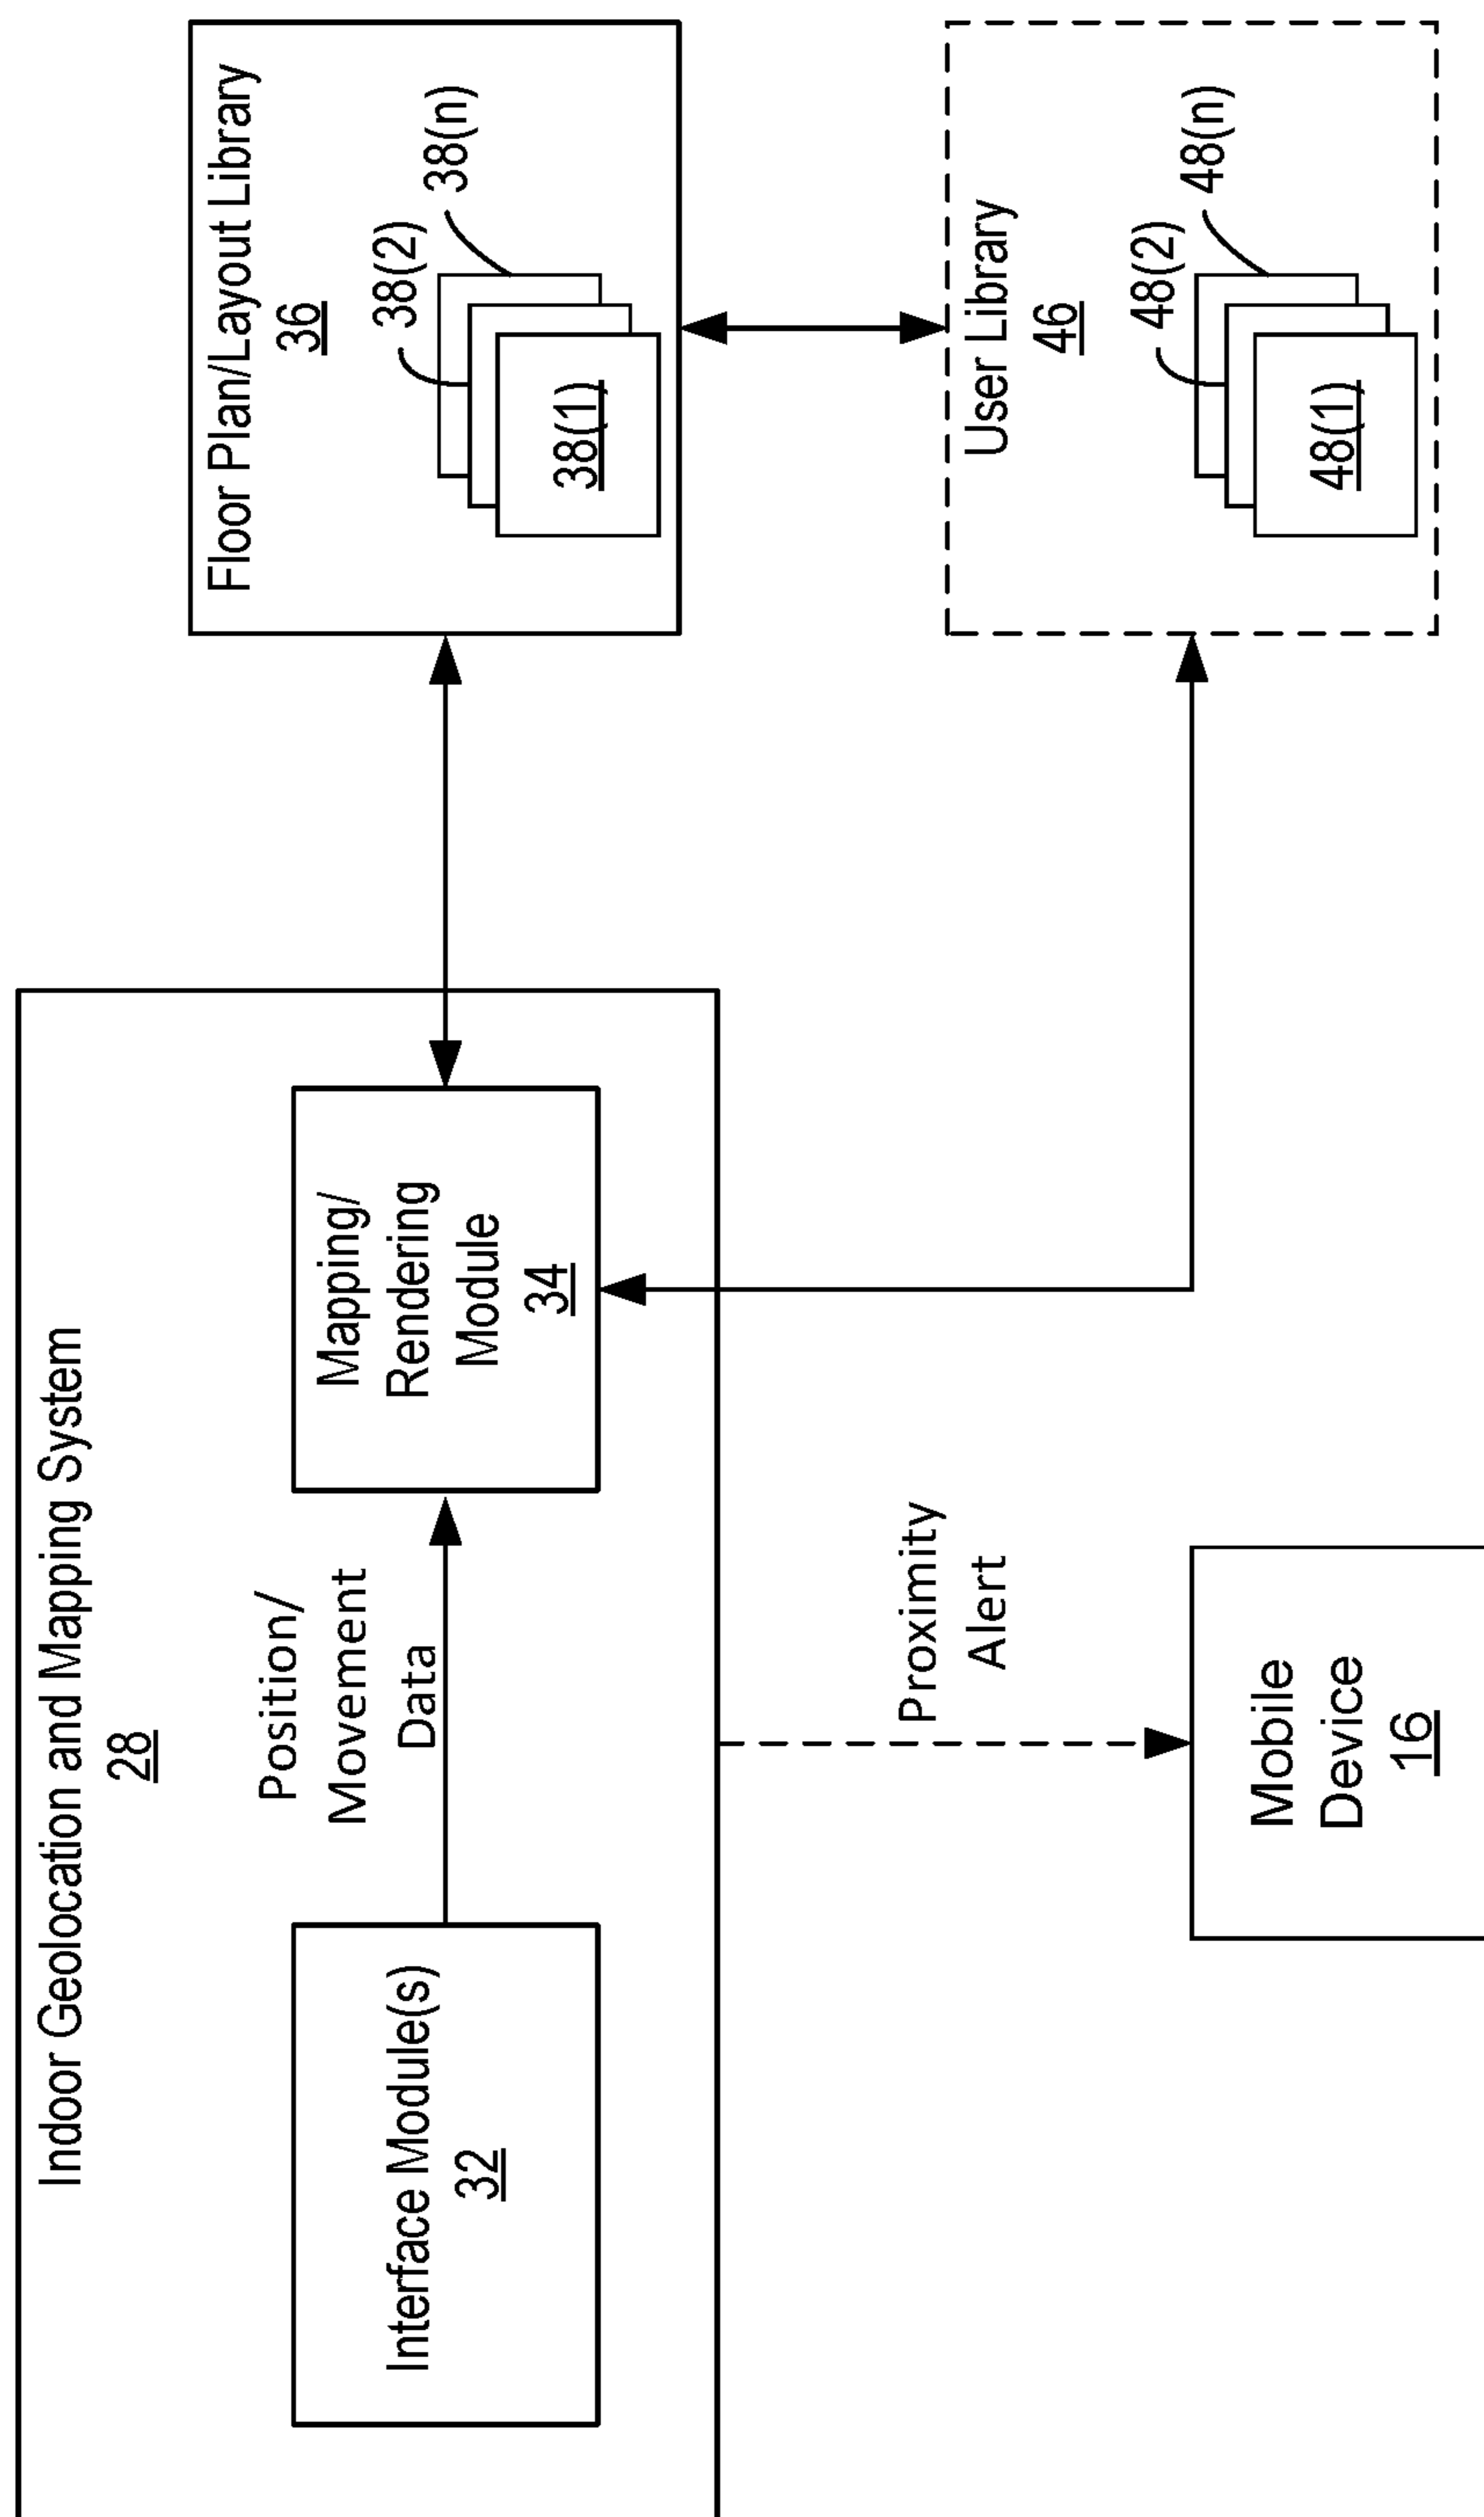 Indoor Geolocation and Mapping System
28
Interface Module(s)
32
Position/
Movement
Data
Mapping/
Rendering
Module
34
Floor Plan/Layout Library
36
38(1)
38(2)
38(n)
User Library
46
48(1)
48(2)
48(n)
Proximity
Alert
Mobile
Device
16